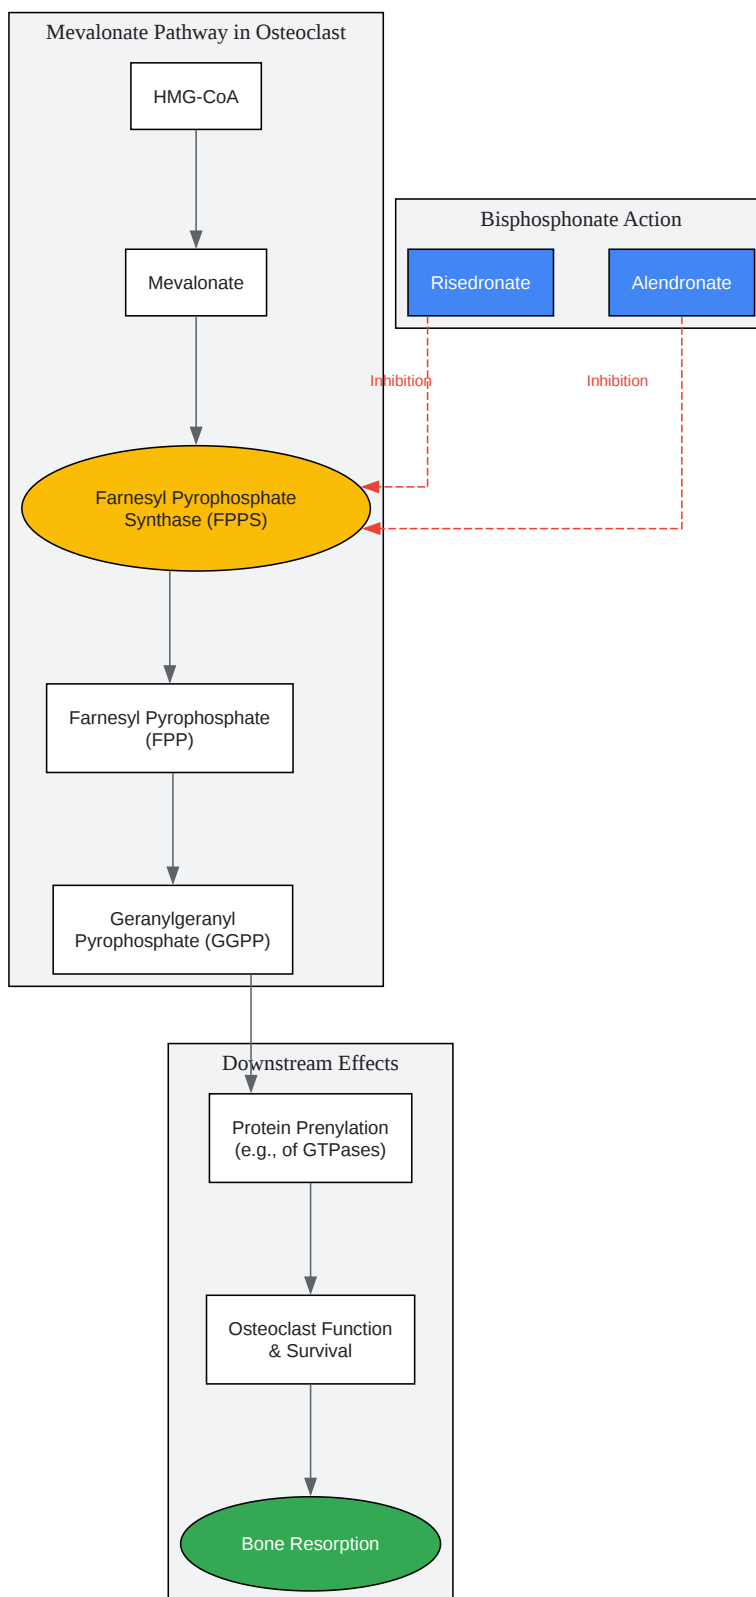 Mevalonate Pathway in Osteoclast
HMG-CoA
Bisphosphonate Action
Mevalonate
Risedronate
Alendronate
Inhibition
Inhibition
Farnesyl Pyrophosphate
Synthase (FPPS)
Farnesyl Pyrophosphate
(FPP)
Geranylgeranyl
Pyrophosphate (GGPP)
Downstream Effects
Protein Prenylation
(e.g., of GTPases)
Osteoclast Function
& Survival
Bone Resorption